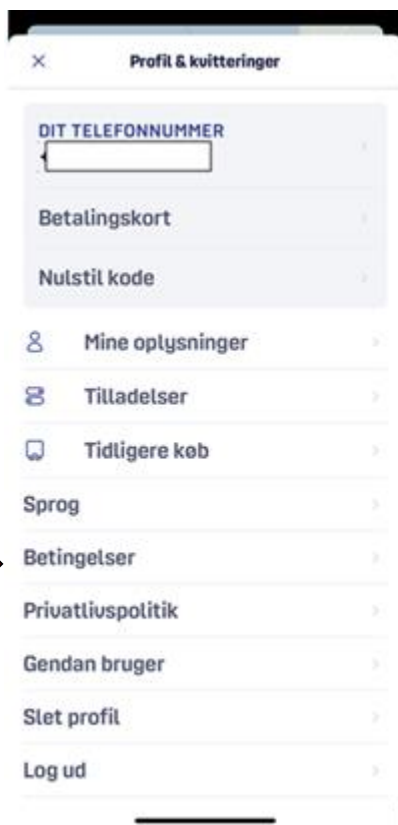 Profil & kvitteringer
DIT TELEFONNUMMER
Betalingskort
Nulstil kode
Mine oplysninger
Tilladelser
Tidligere køb
Sprog
Betingelser
Privatlivspolitik
Gendan bruger
Slet profil
Log ud